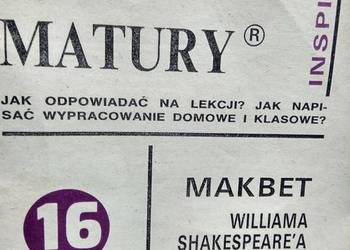 MATURY ®
INSPI
JAK ODPOWIADAĆ NA LEKCJI? JAK NAPI-
SAĆ WYPRACOWANIE DOMOWE I KLASOWE?
16
MAKBET
WILLIAMA
SHAKESPEARE'A